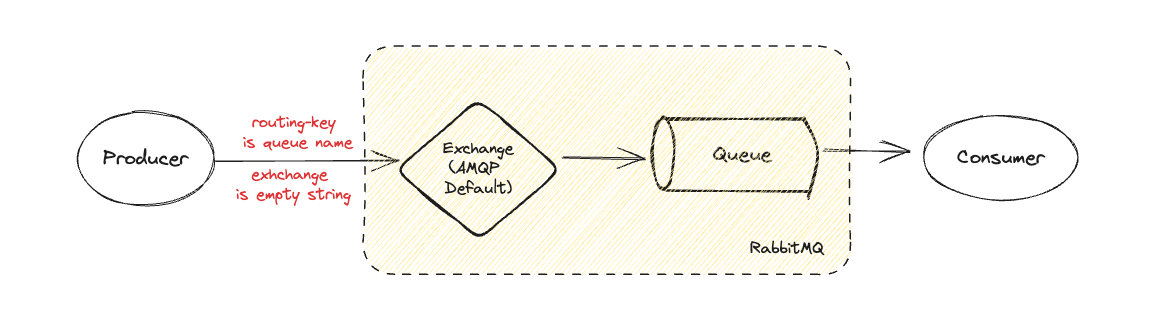 routing-key
is queue name
Producer
exhchange
is empty string
Exchange
(AMQP
Default)
Queue
Consumer
RabbitMQ